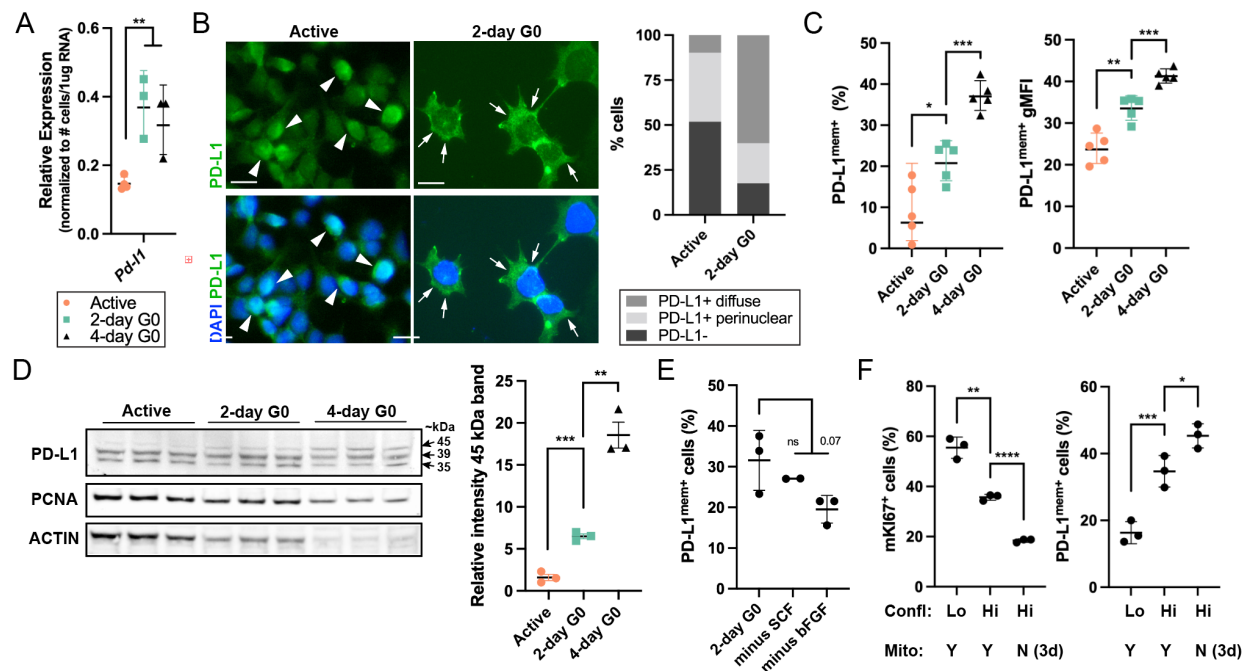 A
**
Relative Expression
(normalized to # cells/1ug RNA)
0.6
0.4
0.2
0.0
Pd-l1
Active
2-day G0
4-day G0
B
Active
2-day G0
PD-L1
DAPI PD-L1
% cells
100
75
50
25
0
Active
2-day G0
PD-L1+ diffuse
PD-L1+ perinuclear
PD-L1-
C
PD-L1mem+ (%)
50
40
30
20
10
0
*
***
Active
2-day G0
4-day G0
PD-L1mem+ gMFI
50
40
30
20
10
0
**
***
Active
2-day G0
4-day G0
D
Active
2-day G0
4-day G0
~kDa
PD-L1
45
39
35
PCNA
ACTIN
Relative intensity 45 kDa band
25
20
15
10
5
0
***
**
Active
2-day G0
4-day G0
E
PD-L1mem+ cells (%)
50
40
30
20
10
0
ns
0.07
2-day G0
minus SCF
minus bFGF
F
mKI67+ cells (%)
80
60
40
20
0
**
****
Confl: Lo Hi Hi
Mito: Y Y N (3d)
PD-L1mem+ cells (%)
60
40
20
0
***
*
Lo Hi Hi
Y Y N (3d)